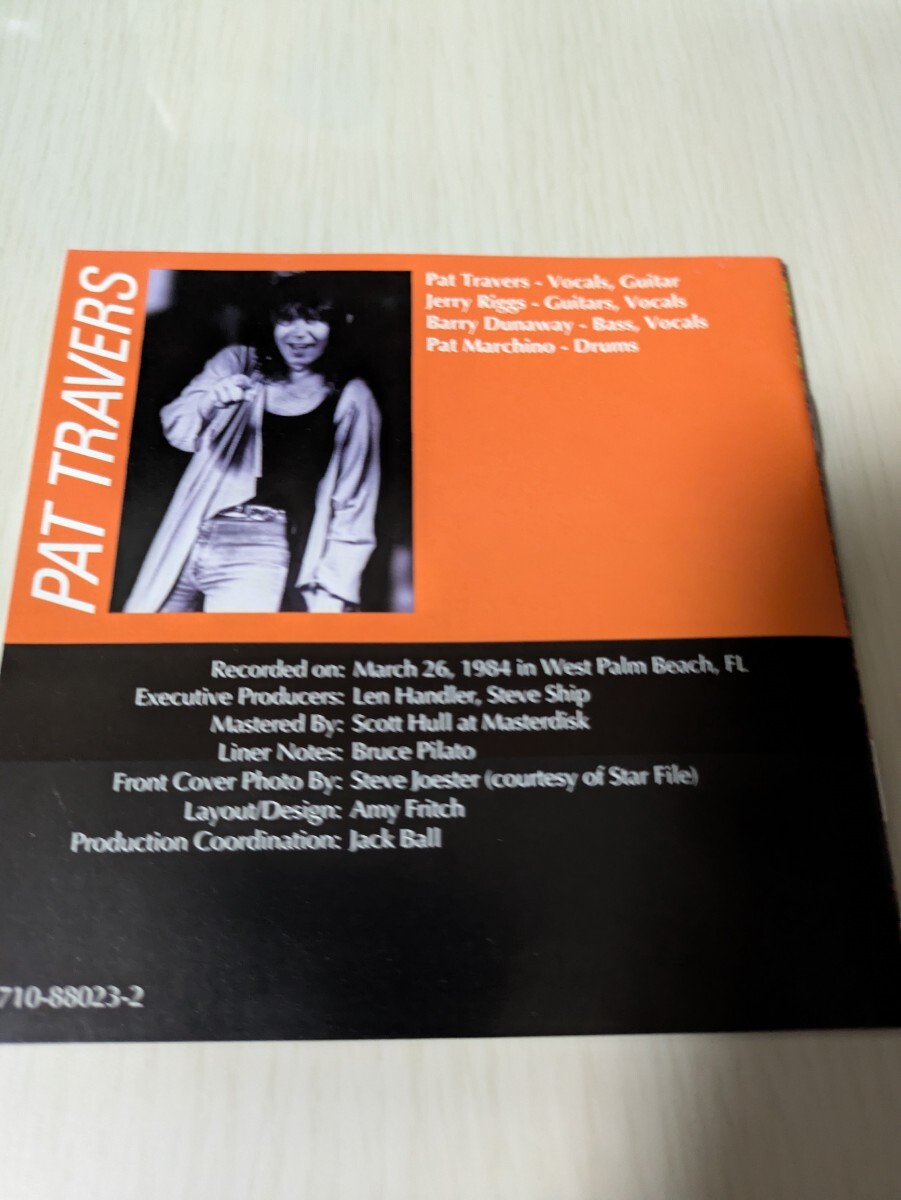 PAT TRAVERS
Pat Travers - Vocals, Guitar
Jerry Riggs - Guitars, Vocals
Barry Dunaway - Bass, Vocals
Pat Marchino - Drums
Recorded on: March 26, 1984 in West Palm Beach, FL
Executive Producers: Len Handler, Steve Ship
Mastered By: Scott Hull at Masterdisk
Liner Notes: Bruce Pilato
Front Cover Photo By: Steve Joester (courtesy of Star File)
Layout/Design: Amy Fritch
Production Coordination: Jack Ball
710-88023-2